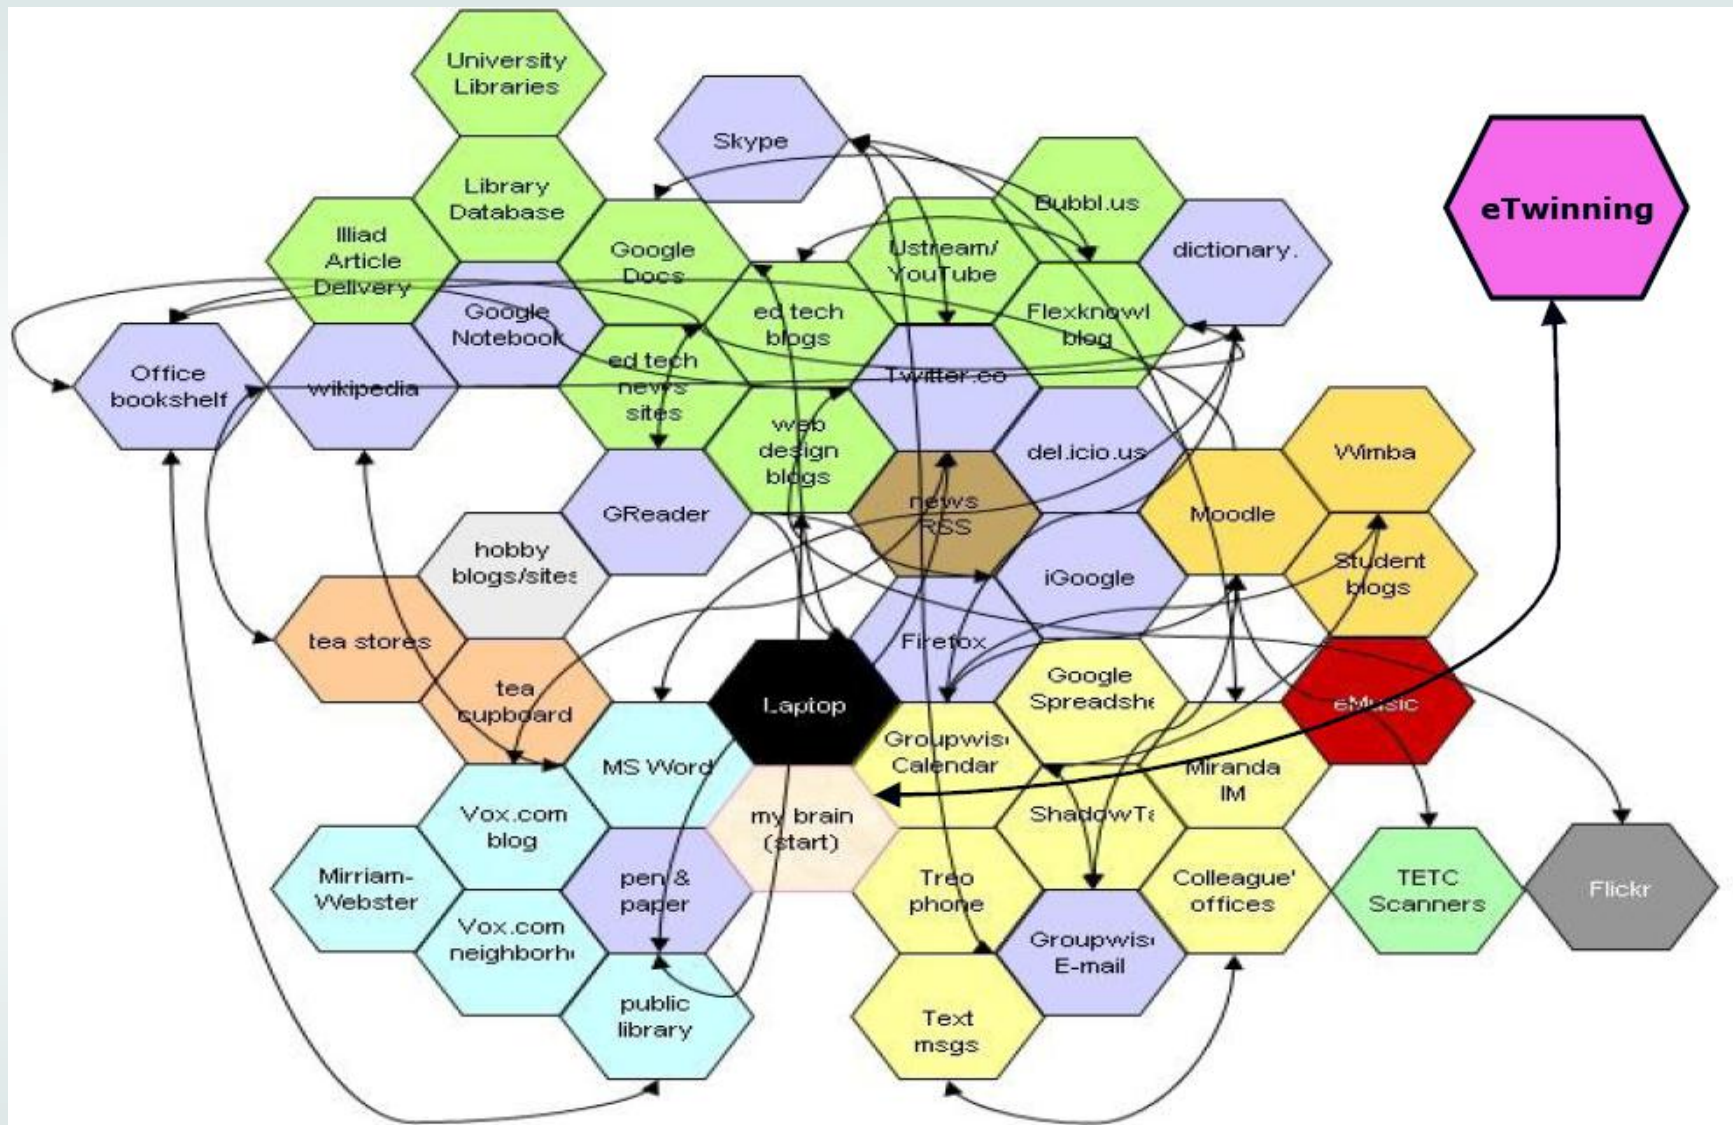 University
Libraries
Skype
Library
Database
Bubbl.us
eTwinning
Illiad
Article
Delivery
Google
Docs
Ustream/
YouTube
dictionary.
Google
Notebook
ed tech
blogs
Flexknowl
blog
Office
bookshelf
wikipedia
ed tech
news
sites
Twitter.co
web
design
blogs
del.icio.us
Wimba
GReader
news
RSS
Moodle
hobby
blogs/sites
iGoogle
Student
blogs
tea stores
Firefox
tea
cupboard
Laptop
Google
Spreadshe
eMusic
MS Word
Groupwis
Calendar
Miranda
IM
Vox.com
blog
my brain
(start)
ShadowTa
Mirriam-
Webster
pen &
paper
Treo
phone
Colleague'
offices
TETC
Scanners
Flickr
Vox.com
neighborh
Groupwis
E-mail
public
library
Text
msgs